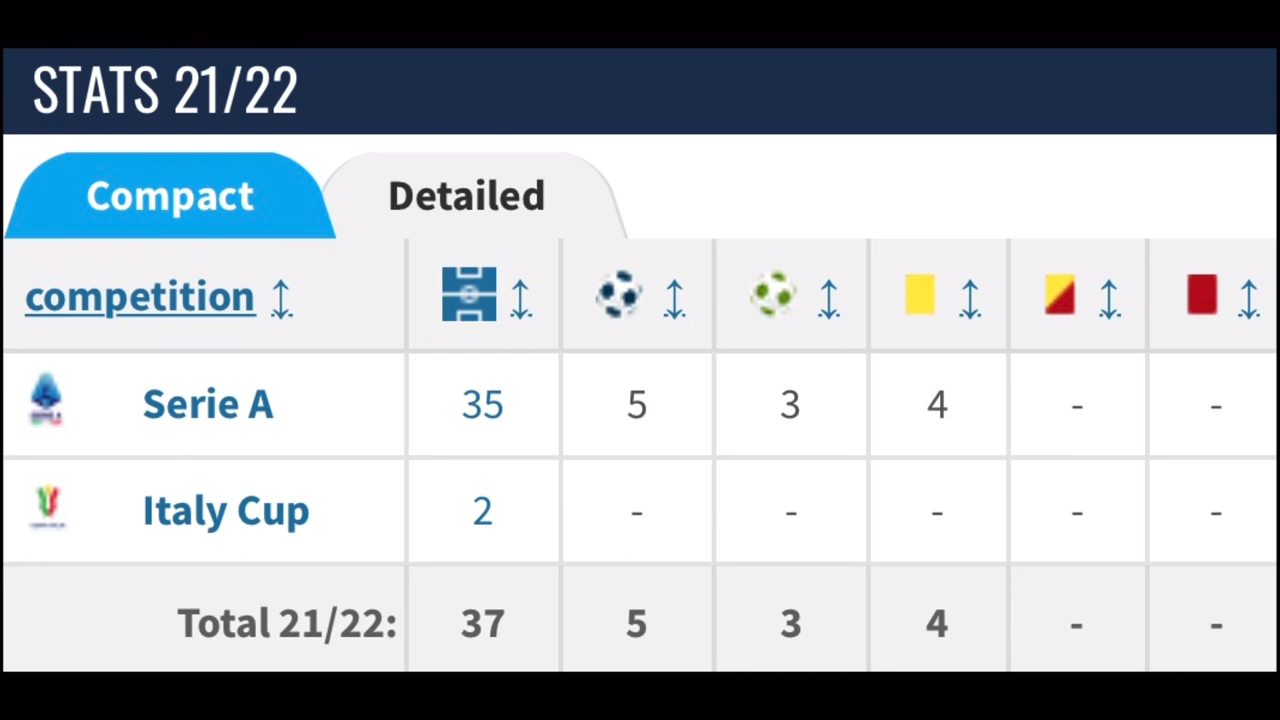 STATS 21/22
Compact Detailed
competition
Serie A 35 5 3 4 - -
Italy Cup 2 - - - - -
Total 21/22: 37 5 3 4 - -